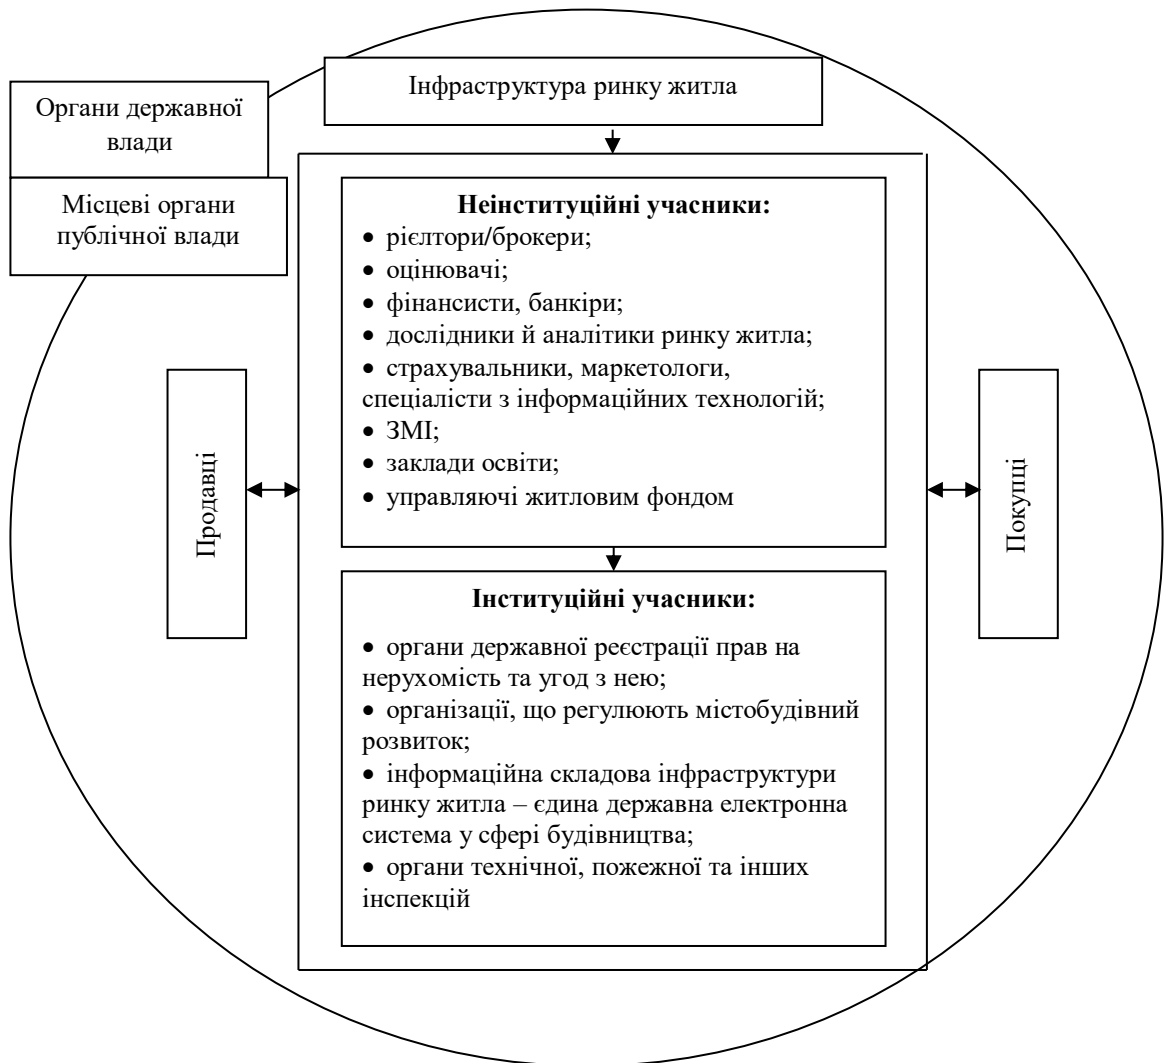 Інфраструктура ринку житла
Органи державної
влади
Місцеві органи
публічної влади
Неінституційні учасники:
• рієлтори/брокери;
• оцінювачі;
• фінансисти, банкіри;
• дослідники й аналітики ринку житла;
• страхувальники, маркетологи,
спеціалісти з інформаційних технологій;
• ЗМІ;
• заклади освіти;
• управляючі житловим фондом
Продавці
Покупці
Інституційні учасники:
• органи державної реєстрації прав на
нерухомість та угод з нею;
• організації, що регулюють містобудівний
розвиток;
• інформаційна складова інфраструктури
ринку житла – єдина державна електронна
система у сфері будівництва;
• органи технічної, пожежної та інших
інспекцій